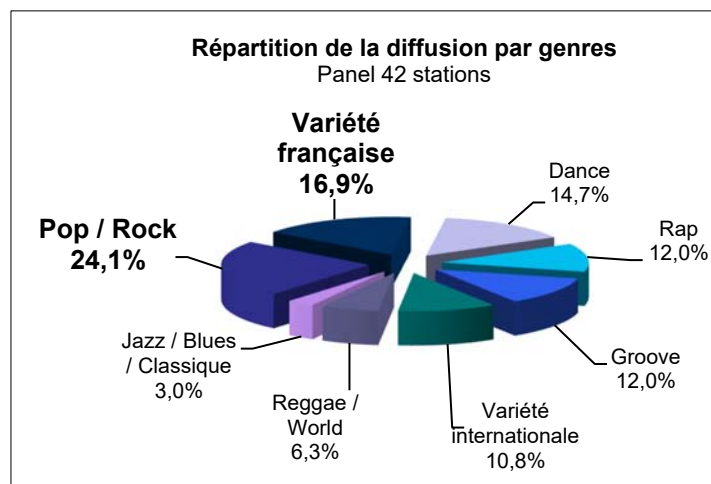 Répartition de la diffusion par genres
Panel 42 stations
Variété
française
16,9%
Dance
14,7%
Rap
12,0%
Pop / Rock
24,1%
Jazz / Blues
/ Classique
3,0%
Reggae /
World
6,3%
Variété
internationale
10,8%
Groove
12,0%